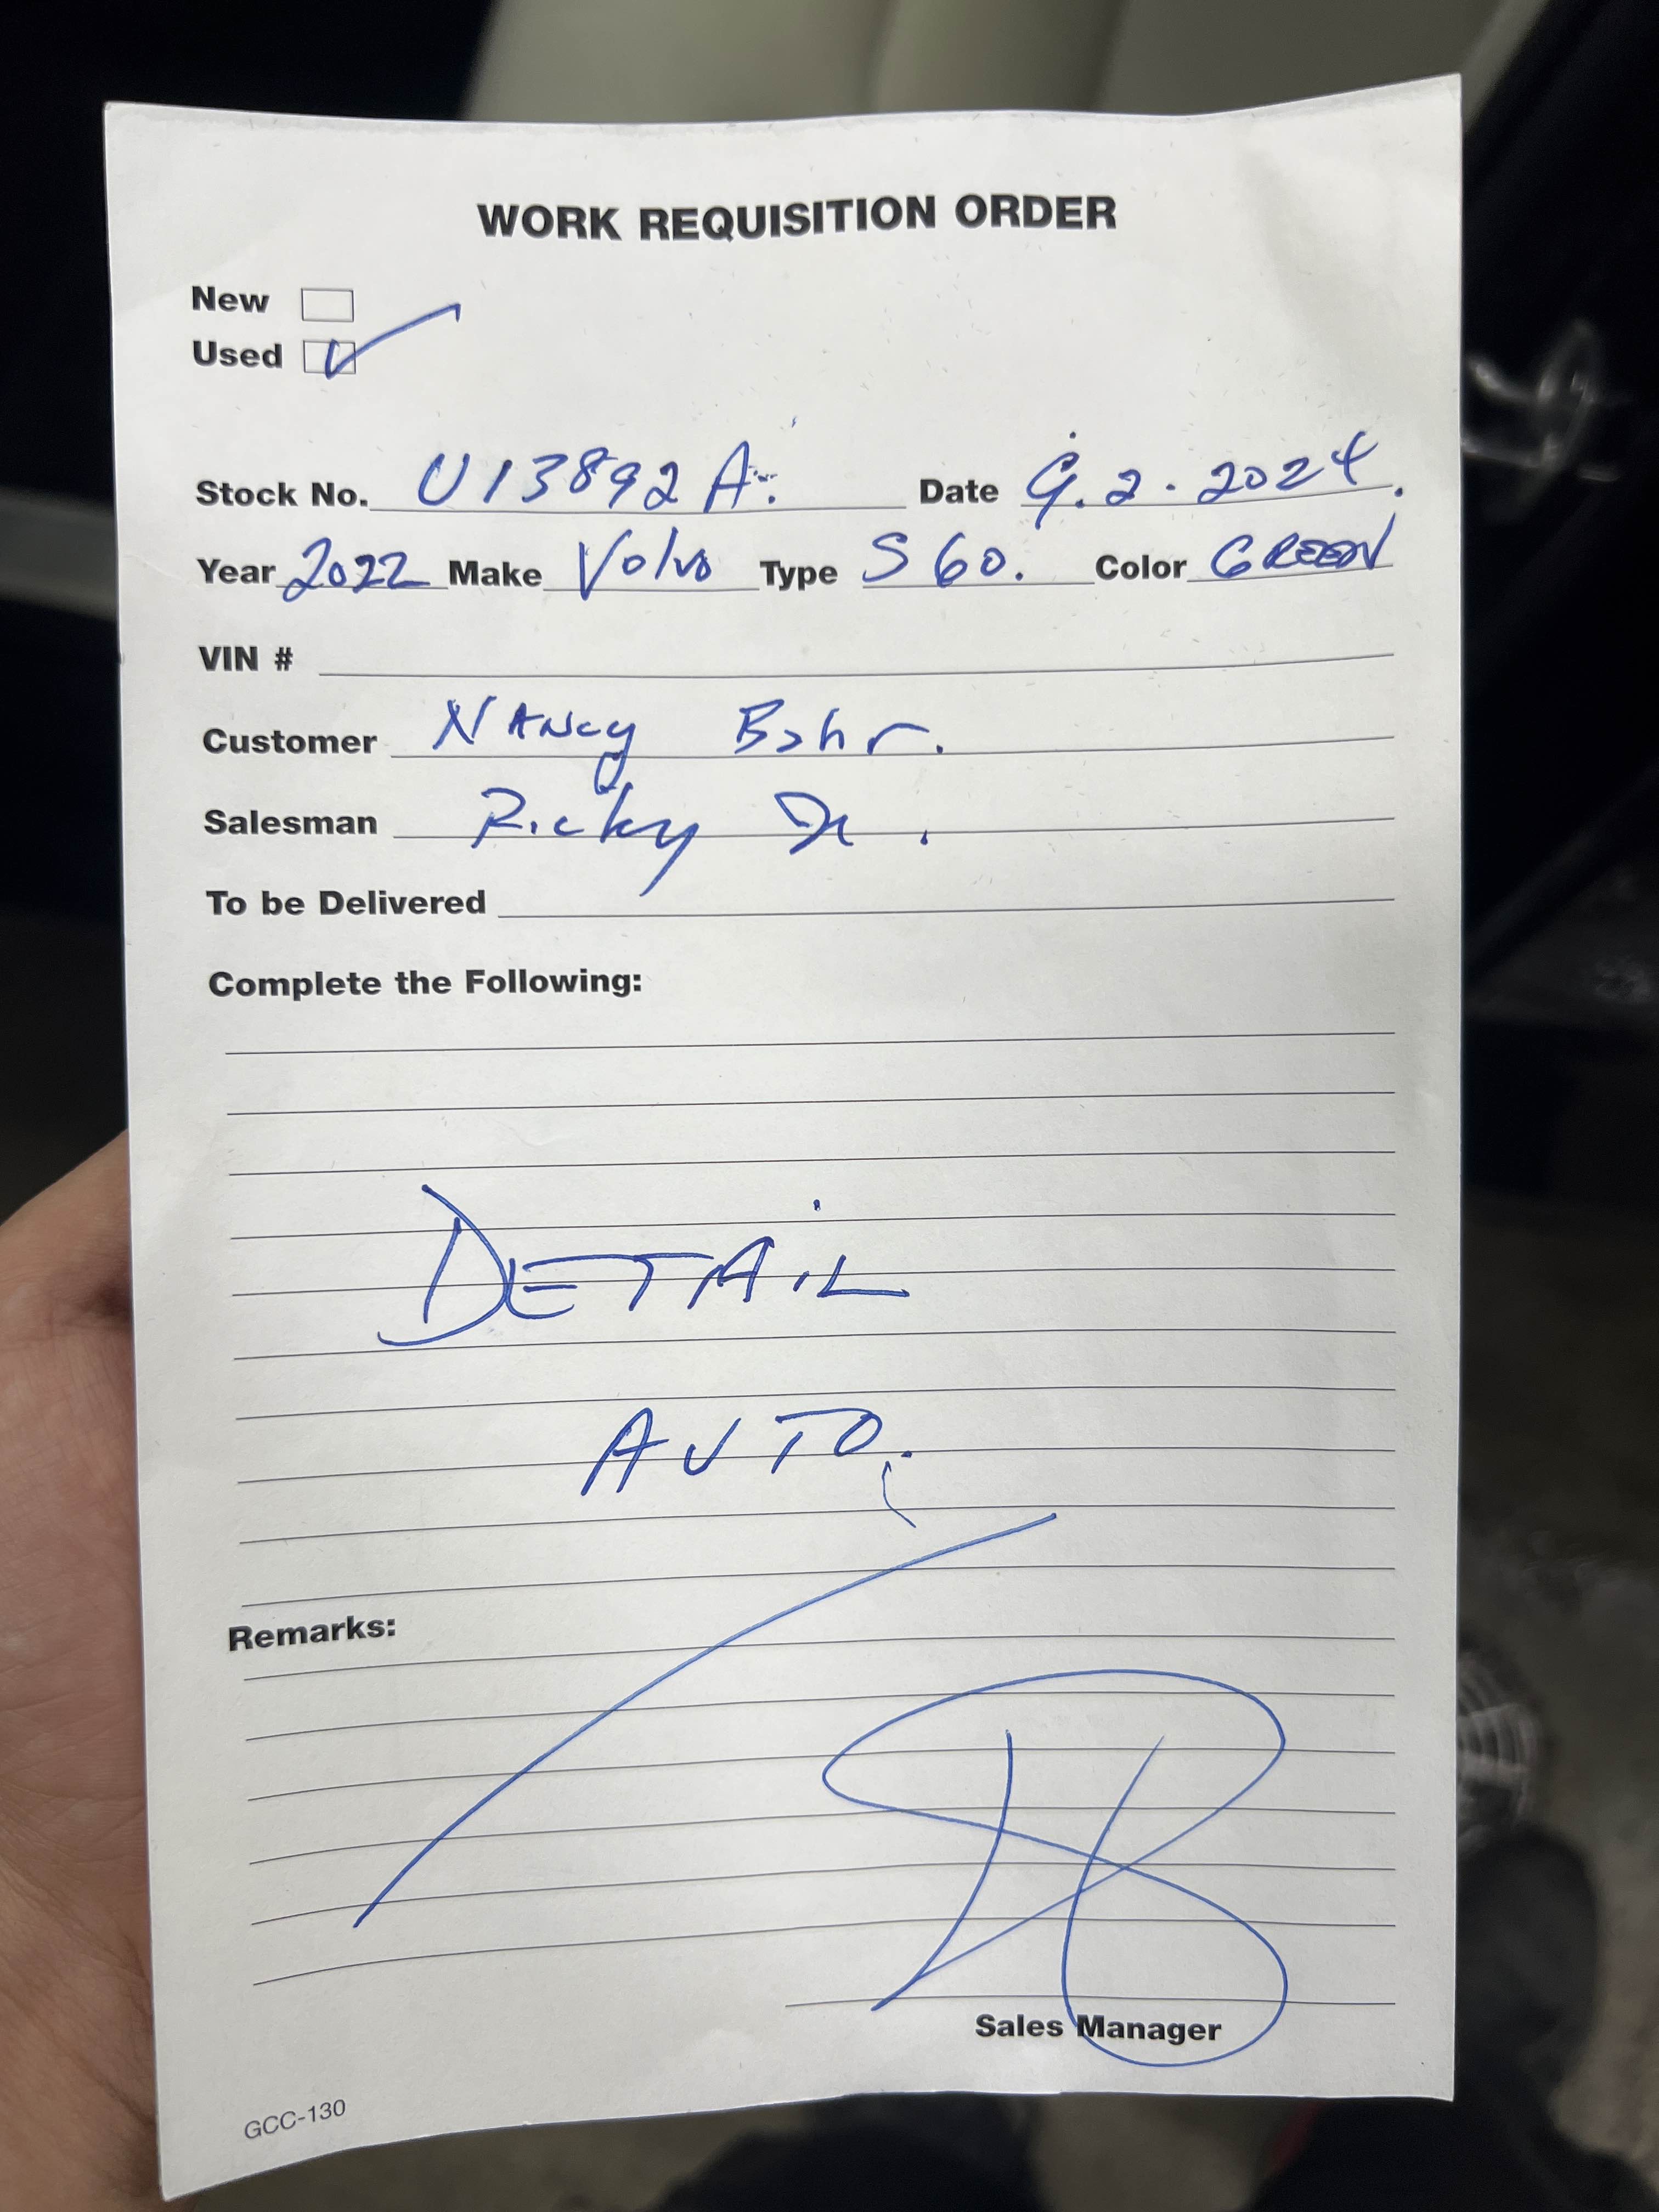 WORK REQUISITION ORDER
New
Used
Stock No. U13892A. Date 9.2.2024.
Year 2022 Make Volvo Type S60. Color GREEN
VIN #
Customer NANCY Bahr.
Salesman Ricky
To be Delivered
Complete the Following:
DETAiL
AUTO.
Remarks:
Sales Manager
GCC-130